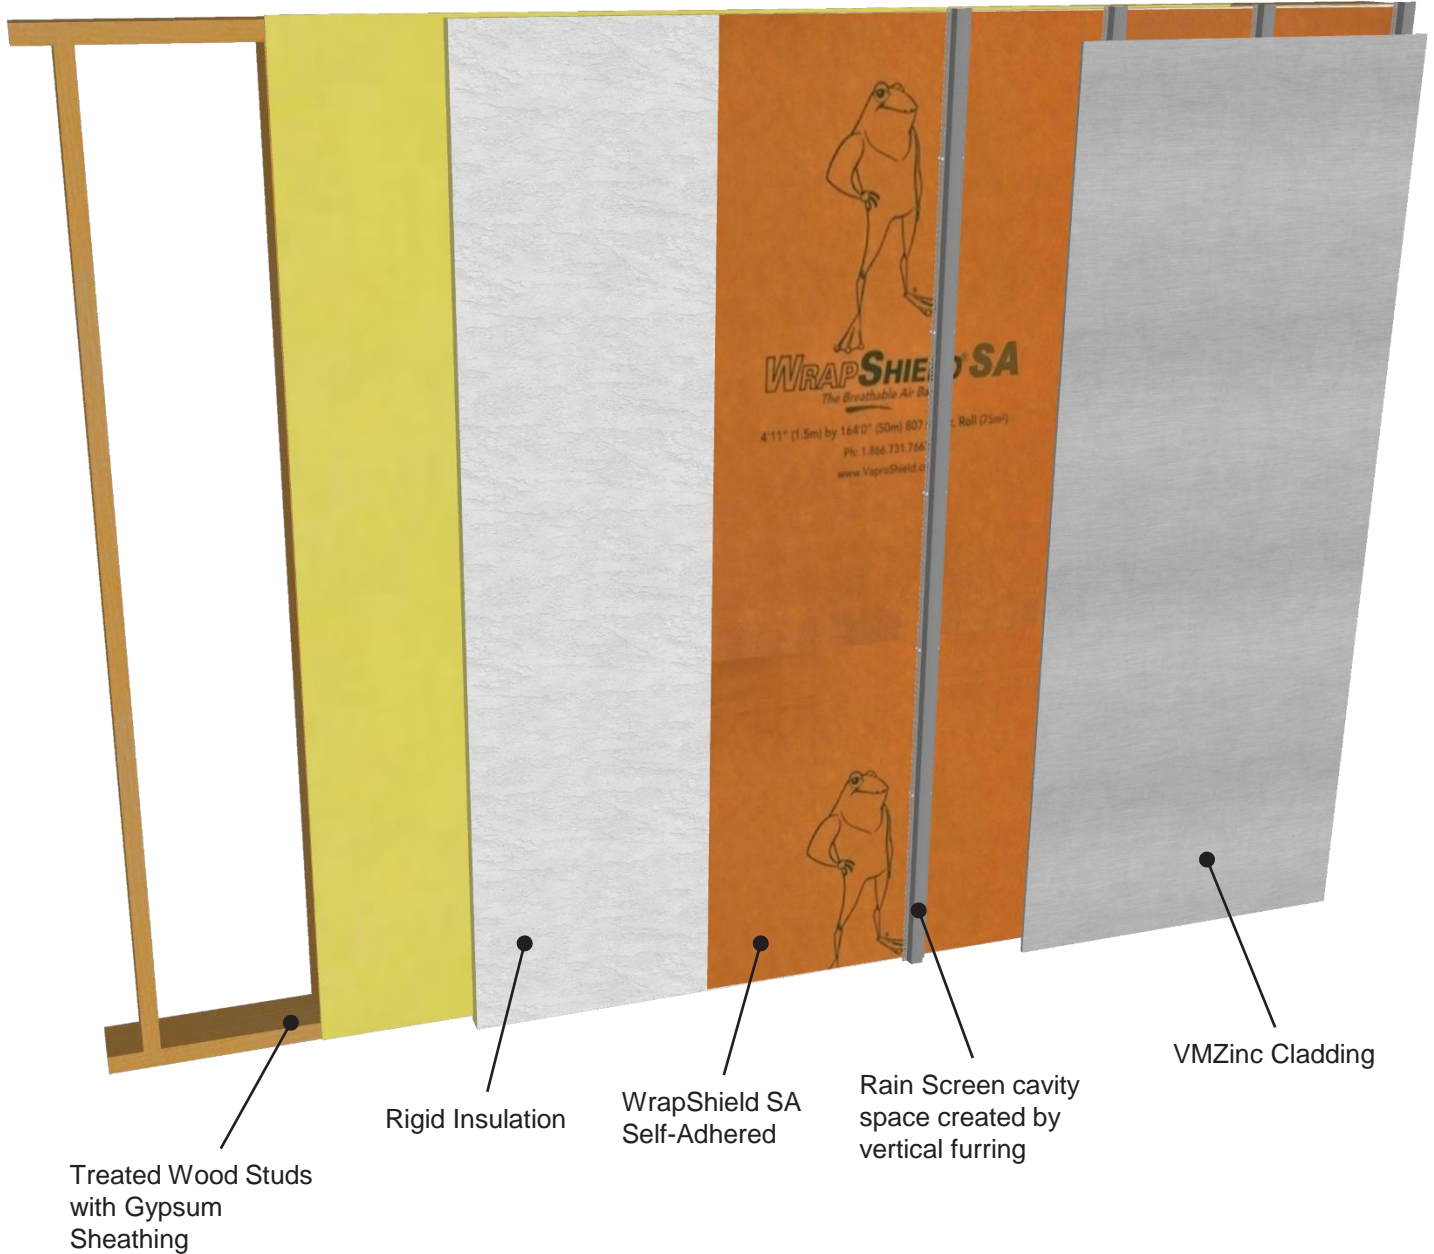 WRAPSHIE SA
The Breathable Air
4'11" (1.5m) by 164'0" (50m) 807 Roll (75m²)
Ph: 1.866.731.766
www.VaproShield.c
VMZinc Cladding
Rain Screen cavity
space created by
vertical furring
WrapShield SA
Self-Adhered
Rigid Insulation
Treated Wood Studs
with Gypsum
Sheathing